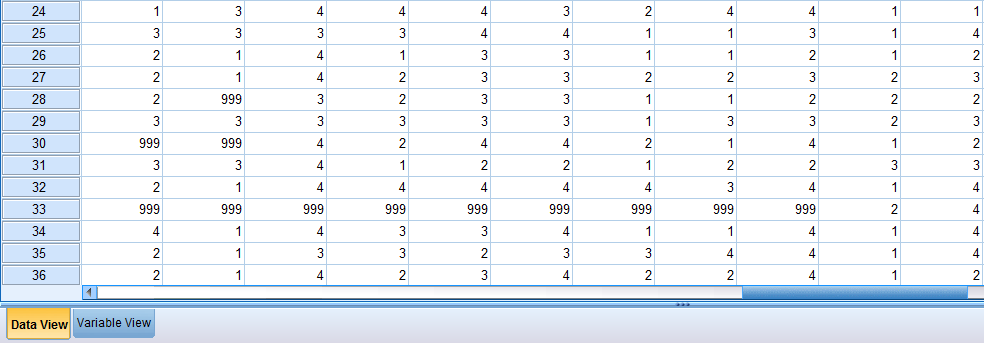 24 1 3 4 4 4 3 2 4 4 1 1
25 3 3 3 3 4 4 1 1 3 1 4
26 2 1 4 1 3 3 1 1 2 1 2
27 2 1 4 2 3 3 2 2 3 2 3
28 2 999 3 2 3 3 1 1 2 2 2
29 3 3 3 3 3 3 1 3 3 2 3
30 999 999 4 2 4 4 2 1 4 1 2
31 3 3 4 1 2 2 1 2 2 3 3
32 2 1 4 4 4 4 4 3 4 1 4
33 999 999 999 999 999 999 999 999 999 2 4
34 4 1 4 3 3 4 1 1 4 1 4
35 2 1 3 3 2 3 3 4 4 1 4
36 2 1 4 2 3 4 2 2 4 1 2
Data View Variable View